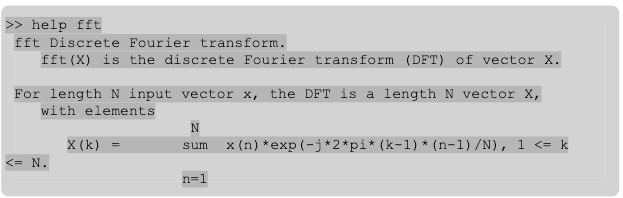 >> help fft
fft Discrete Fourier transform.
fft(X) is the discrete Fourier transform (DFT) of vector X.
For length N input vector x, the DFT is a length N vector X,
with elements
N
X(k) = sum x(n)*exp(-j*2*pi*(k-1)*(n-1)/N), 1 <= k
<= N.
n=1